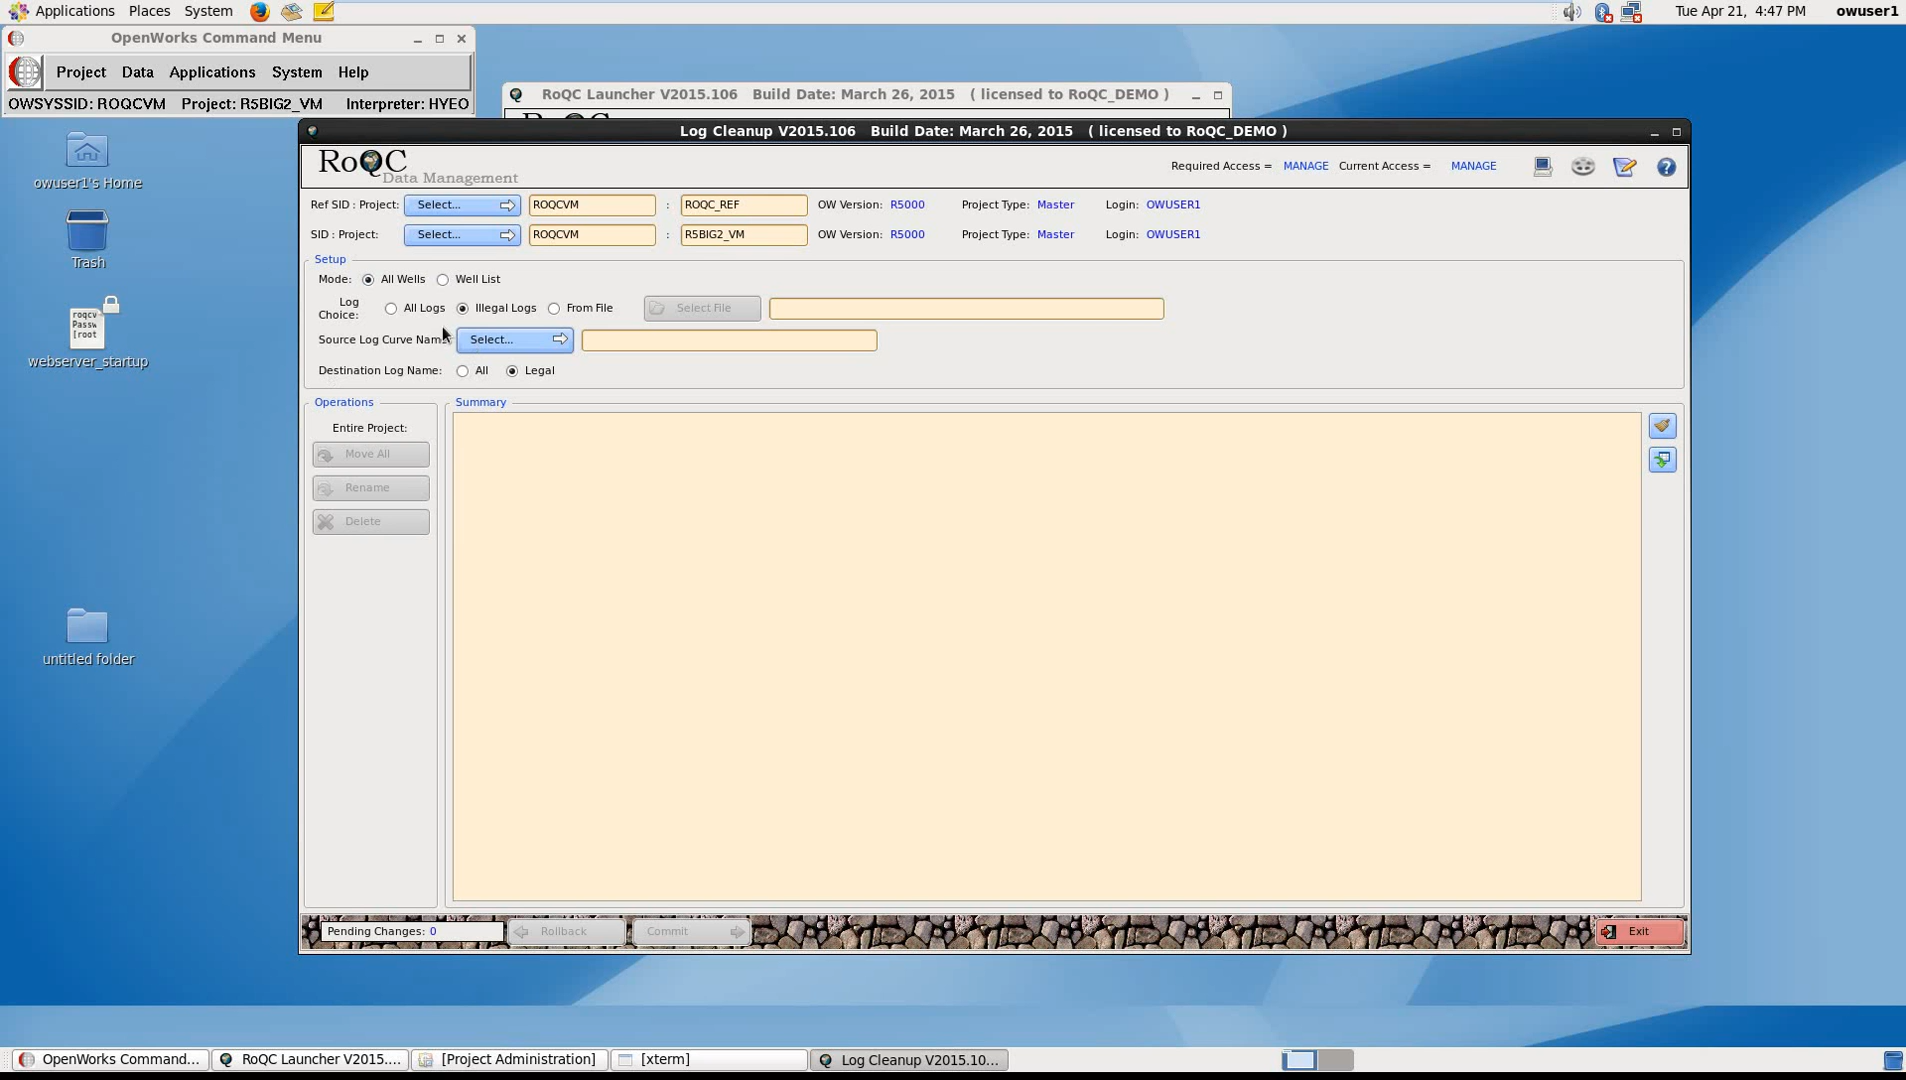 Applications Places System
Tue Apr 21, 4:47 PM owuser1
OpenWorks Command Menu
Project Data Applications System Help
OWSYSSID: ROQCVM Project: R5BIG2_VM Interpreter: HYEO
RoQC Launcher V2015.106 Build Date: March 26, 2015 ( licensed to RoQC_DEMO )
Log Cleanup V2015.106 Build Date: March 26, 2015 ( licensed to RoQC_DEMO )
RoQC
Data Management
Required Access = MANAGE Current Access = MANAGE
Ref SID : Project: Select... ROQCVM : ROQC_REF OW Version: R5000 Project Type: Master Login: OWUSER1
SID : Project: Select... ROQCVM : R5BIG2_VM OW Version: R5000 Project Type: Master Login: OWUSER1
Setup
Mode: All Wells Well List
Log Choice: All Logs Illegal Logs From File Select File
Source Log Curve Name Select...
Destination Log Name: All Legal
Operations
Summary
Entire Project:
Move All
Rename
Delete
Pending Changes: 0 Rollback Commit Exit
owuser1's Home
Trash
roqcv
Passw
[root
webserver_startup
untitled folder
OpenWorks Command... RoQC Launcher V2015.... [Project Administration] [xterm] Log Cleanup V2015.10...